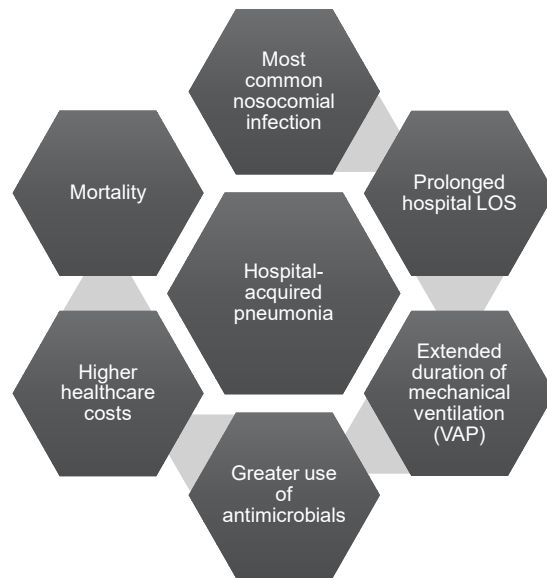 Most
common
nosocomial
infection
Prolonged
hospital LOS
Extended
duration of
mechanical
ventilation
(VAP)
Greater use
of
antimicrobials
Higher
healthcare
costs
Mortality
Hospital-
acquired
pneumonia